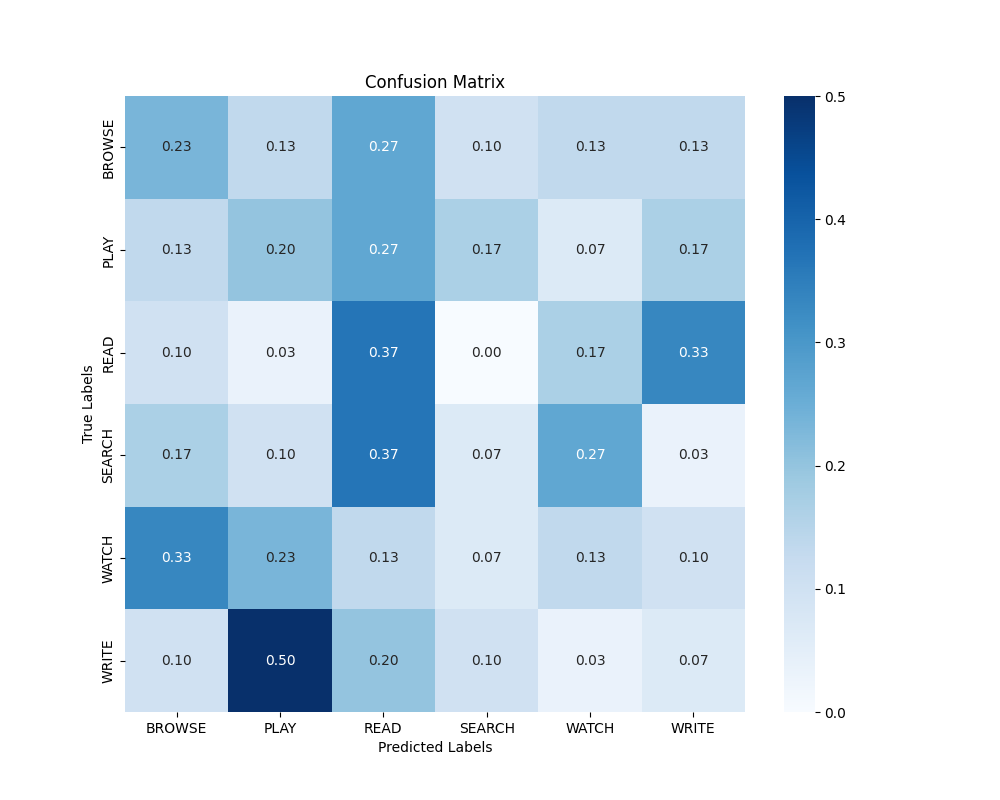 Confusion Matrix
True Labels
BROWSE 0.23 0.13 0.27 0.10 0.13 0.13
PLAY 0.13 0.20 0.27 0.17 0.07 0.17
READ 0.10 0.03 0.37 0.00 0.17 0.33
SEARCH 0.17 0.10 0.37 0.07 0.27 0.03
WATCH 0.33 0.23 0.13 0.07 0.13 0.10
WRITE 0.10 0.50 0.20 0.10 0.03 0.07
BROWSE PLAY READ SEARCH WATCH WRITE
Predicted Labels
0.5
0.4
0.3
0.2
0.1
0.0